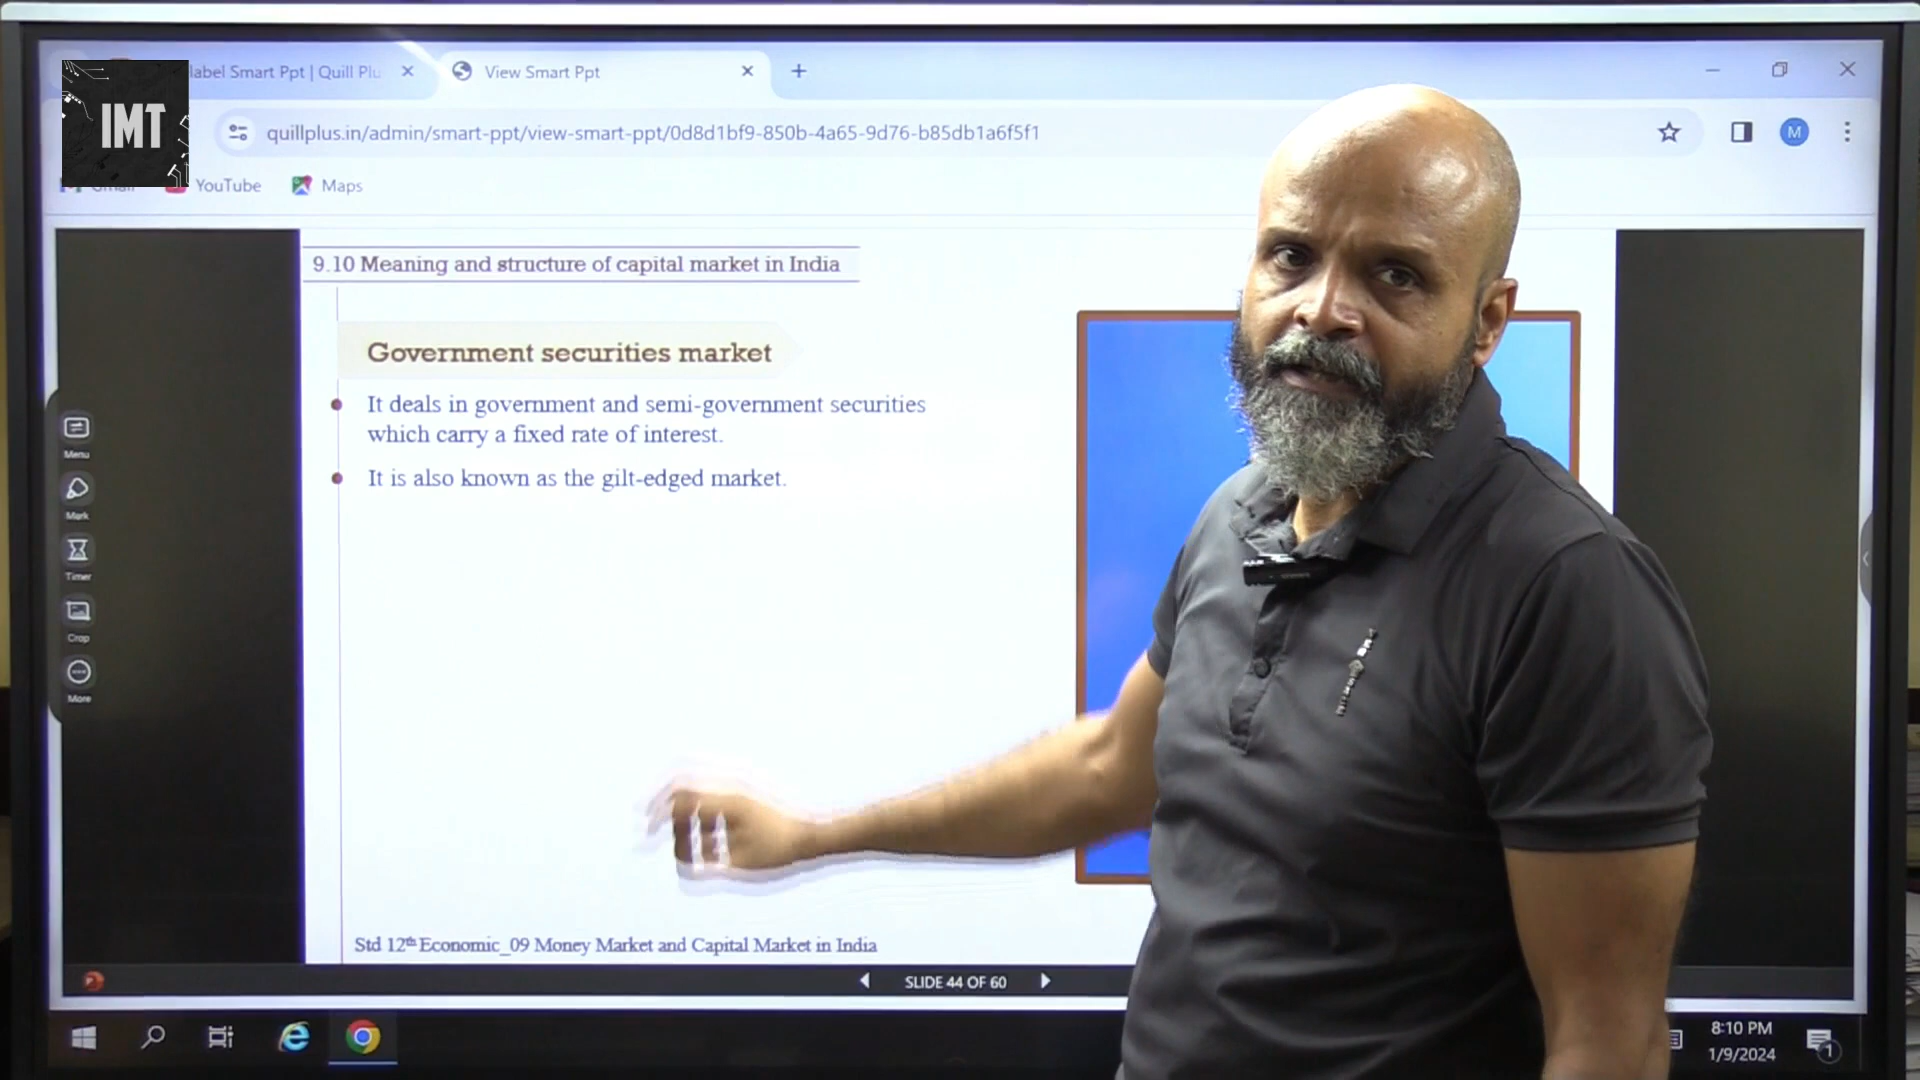 label Smart Ppt | Quill Plu
View Smart Ppt
IMT
quillplus.in/admin/smart-ppt/view-smart-ppt/0d8d1bf9-850b-4a65-9d76-b85db1a6f5f1
M
Gmail
YouTube
Maps
9.10 Meaning and structure of capital market in India
Government securities market
It deals in government and semi-government securities
which carry a fixed rate of interest.
It is also known as the gilt-edged market.
Menu
Mark
Timer
Crop
More
Std 12th Economic_09 Money Market and Capital Market in India
SLIDE 44 OF 60
8:10 PM
1/9/2024
1